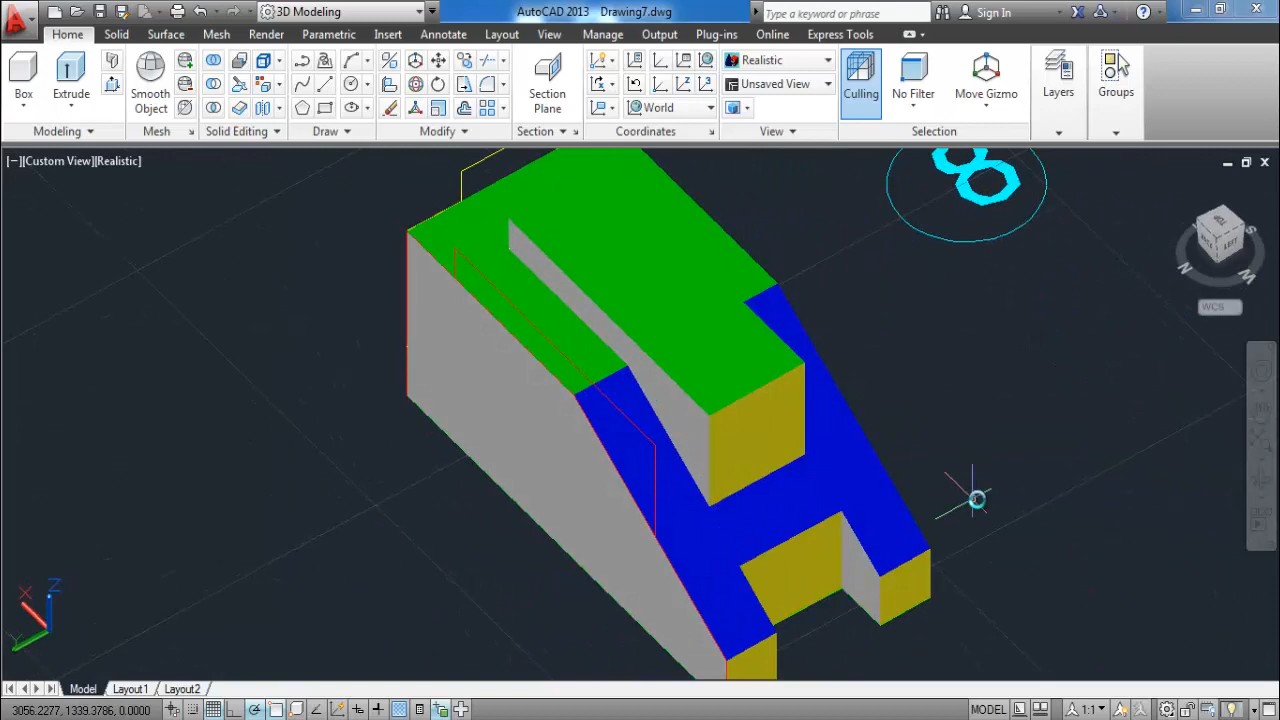 3D Modeling
AutoCAD 2013 Drawing7.dwg
Type a keyword or phrase
Sign In
Home Solid Surface Mesh Render Parametric Insert Annotate Layout View Manage Output Plug-ins Online Express Tools
Box
Extrude
Smooth
Object
Section
Plane
World
Realistic
Unsaved View
Culling
No Filter
Move Gizmo
Layers
Groups
Modeling Mesh Solid Editing Draw Modify Section Coordinates View Selection
[−][Custom View][Realistic]
8
TOP
LEFT
S
N
WCS
X
Y
Z
Model Layout1 Layout2
3056.2277, 1339.3786, 0.0000
MODEL
1:1